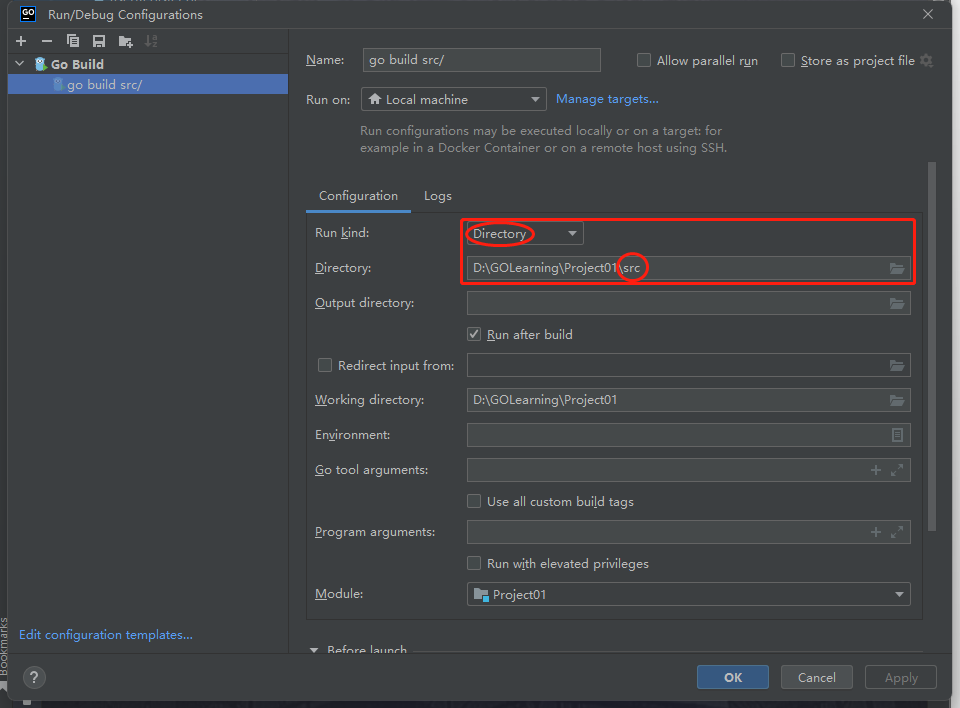 GO Run/Debug Configurations
Go Build
go build src/
Name: go build src/ Allow parallel run Store as project file
Run on: Local machine Manage targets...
Run configurations may be executed locally or on a target: for
example in a Docker Container or on a remote host using SSH.
Configuration Logs
Run kind: Directory
Directory: D:\GOLearning\Project01\src
Output directory:
Run after build
Redirect input from:
Working directory: D:\GOLearning\Project01
Environment:
Go tool arguments:
Use all custom build tags
Program arguments:
Run with elevated privileges
Module: Project01
Edit configuration templates...
Before launch
Bookmarks
? OK Cancel Apply